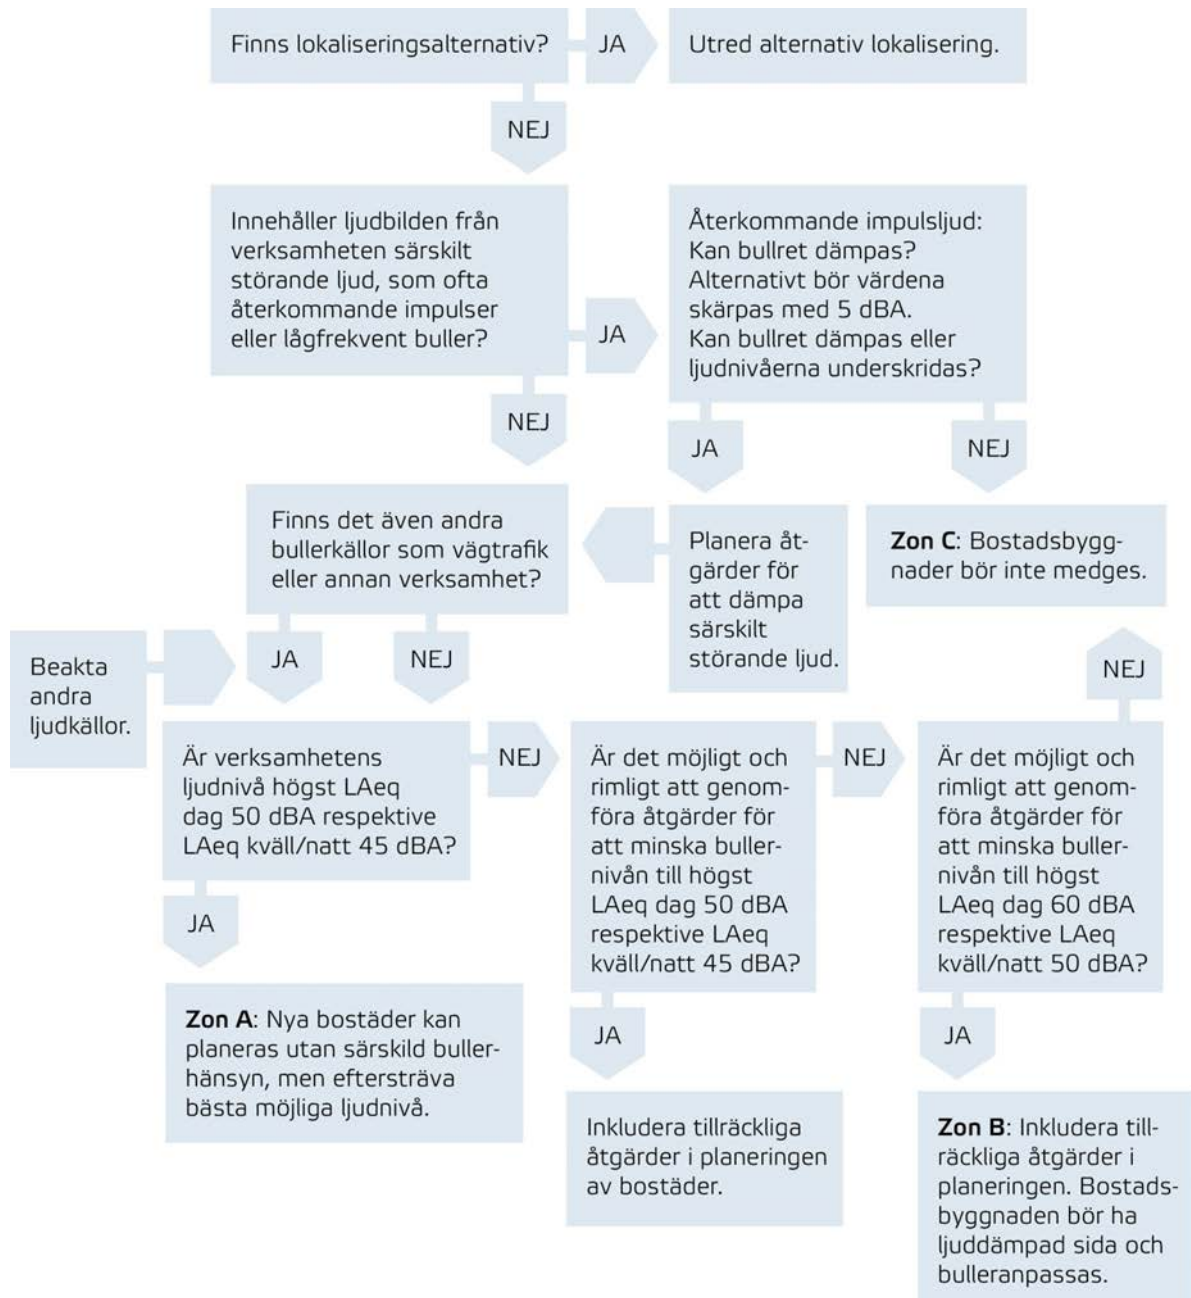 Finns lokaliseringsalternativ?
JA
Utred alternativ lokalisering.
NEJ
Innehåller ljudbilden från
verksamheten särskilt
störande ljud, som ofta
återkommande impulser
eller lågfrekvent buller?
JA
Återkommande impulsljud:
Kan bullret dämpas?
Alternativt bör värdena
skärpas med 5 dBA.
Kan bullret dämpas eller
ljudnivåerna underskridas?
NEJ
JA
NEJ
Finns det även andra
bullerkällor som vägtrafik
eller annan verksamhet?
Planera åt-
gärder för
att dämpa
särskilt
störande ljud.
Zon C: Bostadsbygg-
nader bör inte medges.
Beakta
andra
ljudkällor.
JA
NEJ
NEJ
Är verksamhetens
ljudnivå högst LAeq
dag 50 dBA respektive
LAeq kväll/natt 45 dBA?
NEJ
Är det möjligt och
rimligt att genom-
föra åtgärder för
att minska buller-
nivån till högst
LAeq dag 50 dBA
respektive LAeq
kväll/natt 45 dBA?
NEJ
Är det möjligt och
rimligt att genom-
föra åtgärder för
att minska buller-
nivån till högst
LAeq dag 60 dBA
respektive LAeq
kväll/natt 50 dBA?
JA
Zon A: Nya bostäder kan
planeras utan särskild buller-
hänsyn, men eftersträva
bästa möjliga ljudnivå.
JA
Inkludera tillräckliga
åtgärder i planeringen
av bostäder.
JA
Zon B: Inkludera till-
räckliga åtgärder i
planeringen. Bostads-
byggnaden bör ha
ljuddämpad sida och
bulleranpassas.